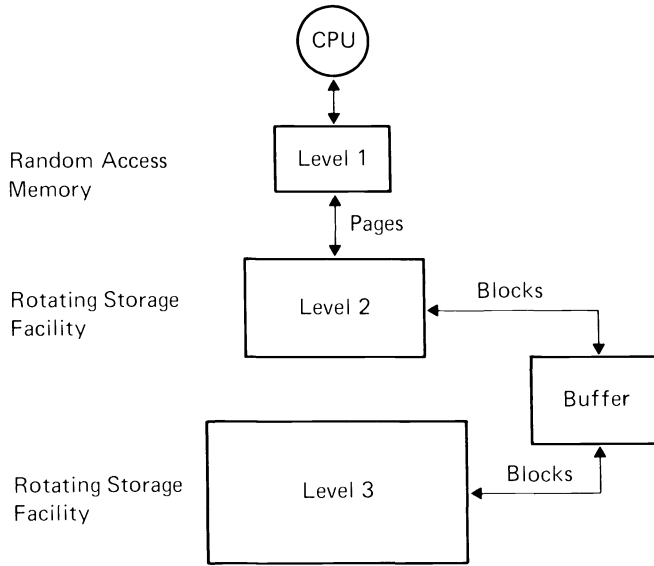 CPU
Random Access
Memory
Level 1
Pages
Rotating Storage
Facility
Level 2
Blocks
Buffer
Rotating Storage
Facility
Level 3
Blocks